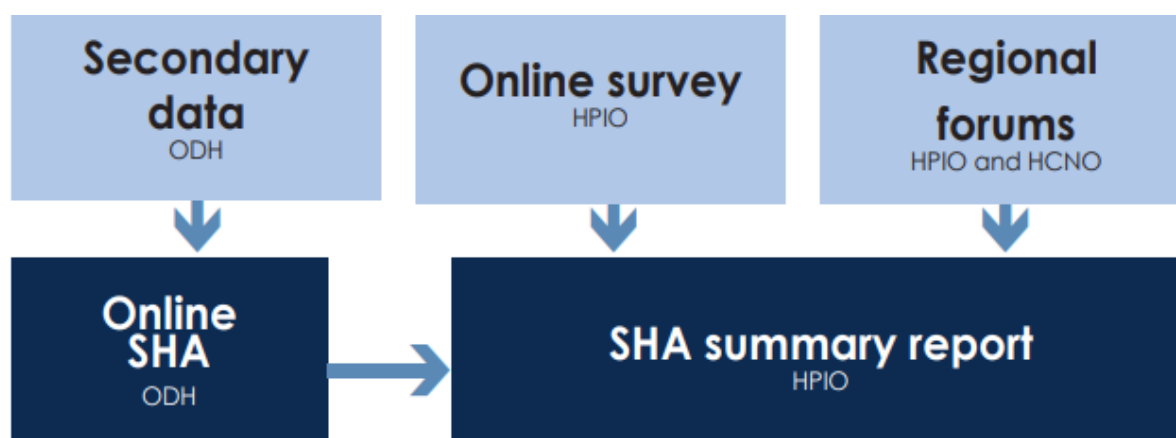 Secondary
data
ODH
Online survey
HPIO
Regional
forums
HPIO and HCNO
Online
SHA
ODH
SHA summary report
HPIO